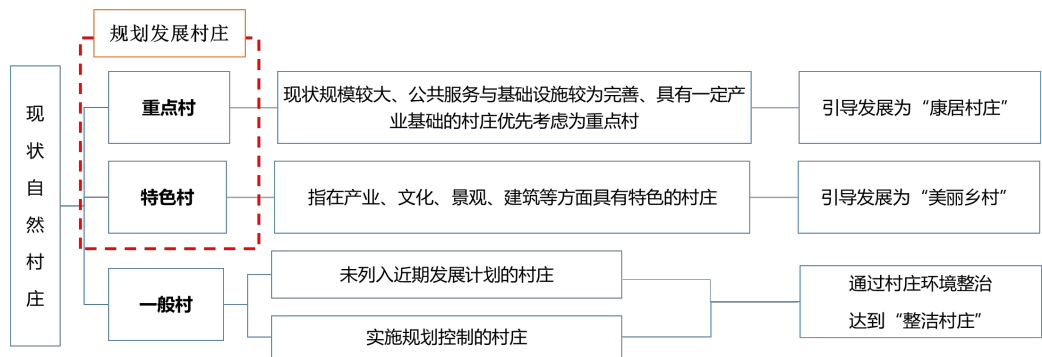 规划发展村庄
现状自然村庄
重点村
现状规模较大、公共服务与基础设施较为完善、具有一定产
业基础的村庄优先考虑为重点村
引导发展为“康居村庄”
特色村
指在产业、文化、景观、建筑等方面具有特色的村庄
引导发展为“美丽乡村”
一般村
未列入近期发展计划的村庄
实施规划控制的村庄
通过村庄环境整治
达到“整洁村庄”